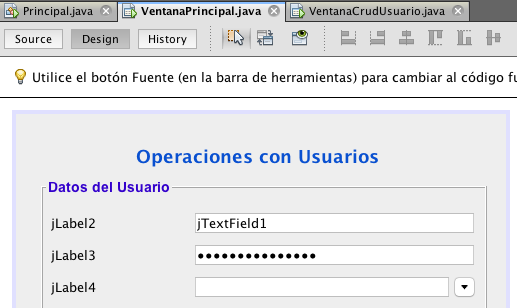 Principal.java VentanaPrincipal.java VentanaCrudUsuario.java
Source Design History
Utilice el botón Fuente (en la barra de herramientas) para cambiar al código
Operaciones con Usuarios
Datos del Usuario
jLabel2 jTextField1
jLabel3 •••••••••••••••
jLabel4